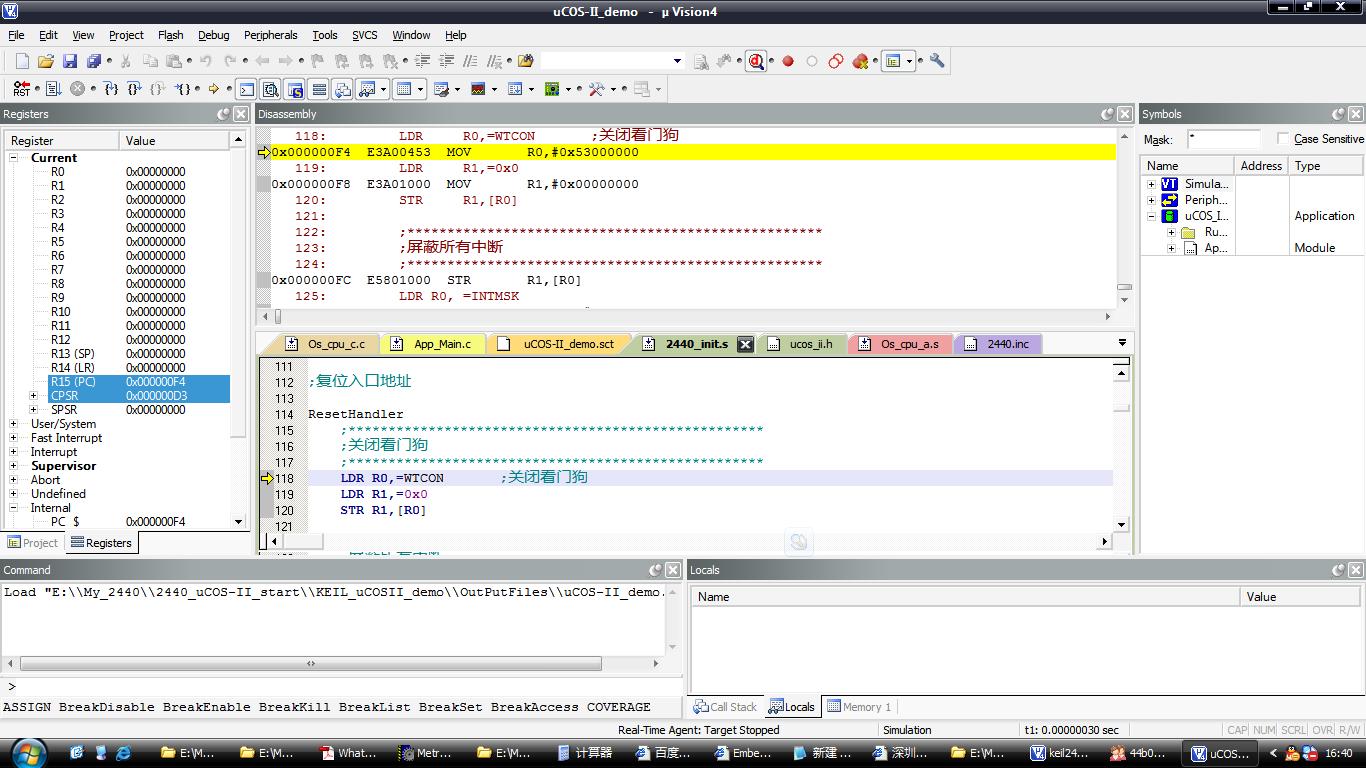 uCOS-II_demo - µ Vision4
File Edit View Project Flash Debug Peripherals Tools SVCS Window Help
Registers
Register Value
Current
R0 0x00000000
R1 0x00000000
R2 0x00000000
R3 0x00000000
R4 0x00000000
R5 0x00000000
R6 0x00000000
R7 0x00000000
R8 0x00000000
R9 0x00000000
R10 0x00000000
R11 0x00000000
R12 0x00000000
R13 (SP) 0x00000000
R14 (LR) 0x00000000
R15 (PC) 0x000000F4
CPSR 0x000000D3
SPSR 0x00000000
User/System
Fast Interrupt
Interrupt
Supervisor
Abort
Undefined
Internal
PC $ 0x000000F4
Project Registers
Disassembly
118: LDR R0,=WTCON ;关闭看门狗
0x000000F4 E3A00453 MOV R0,#0x53000000
119: LDR R1,=0x0
0x000000F8 E3A01000 MOV R1,#0x00000000
120: STR R1,[R0]
121:
122: ;***************************************************
123: ;屏蔽所有中断
124: ;***************************************************
0x000000FC E5801000 STR R1,[R0]
125: LDR R0, =INTMSK
Os_cpu_c.c App_Main.c uCOS-II_demo.sct 2440_init.s ucos_ii.h Os_cpu_a.s 2440.inc
111
112 ;复位入口地址
113
114 ResetHandler
115 ;***************************************************
116 ;关闭看门狗
117 ;***************************************************
118 LDR R0,=WTCON ;关闭看门狗
119 LDR R1,=0x0
120 STR R1,[R0]
121
Symbols
Mask: * Case Sensitive
Name Address Type
Simula...
Periph...
uCOS_I... Application
Ru...
Ap... Module
Command
Load "E:\\My_2440\\2440_uCOS-II_start\\KEIL_uCOSII_demo\\OutPutFiles\\uCOS-II_demo.
>
ASSIGN BreakDisable BreakEnable BreakKill BreakList BreakSet BreakAccess COVERAGE
Locals
Name Value
Call Stack Locals Memory 1
Real-Time Agent: Target Stopped Simulation t1: 0.00000030 sec CAP NUM SCRL OVR R/W
E:\M... E:\M... What... Metr... E:\M... 计算器 百度... Embe... 新建 ... 深圳... E:\M... keil24... 44b0... uCOS... 16:40